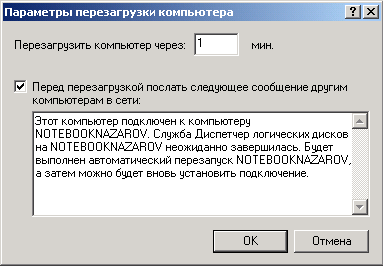 Параметры перезагрузки компьютера
Перезагрузить компьютер через: 1 мин.
Перед перезагрузкой послать следующее сообщение другим
компьютерам в сети:
Этот компьютер подключен к компьютеру
NOTEBOOKNAZAROV. Служба Диспетчер логических дисков
на NOTEBOOKNAZAROV неожиданно завершилась. Будет
выполнен автоматический перезапуск NOTEBOOKNAZAROV,
а затем можно будет вновь установить подключение.
OK Отмена